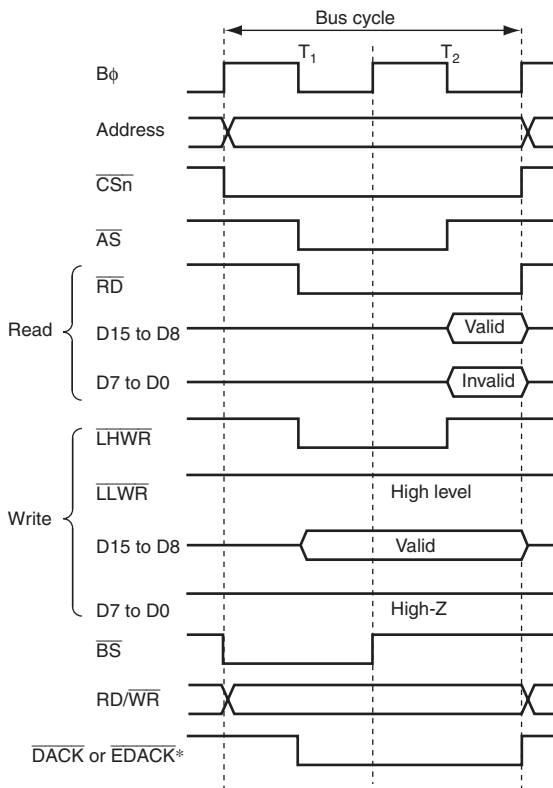 Bus cycle
T1 T2
Bϕ
Address
CSn
AS
RD
Read
D15 to D8 Valid
D7 to D0 Invalid
LHWR
LLWR High level
Write
D15 to D8 Valid
D7 to D0 High-Z
BS
RD/WR
DACK or EDACK*